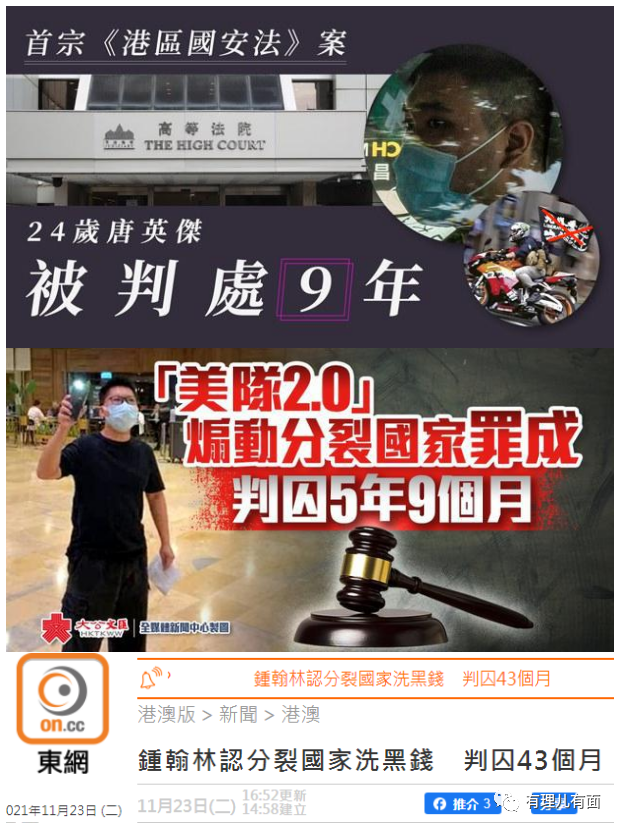 首宗《港區國安法》案
高等法院
THE HIGH COURT
24歲唐英傑
被判處9年
「美隊2.0」
煽動分裂國家罪成
判囚5年9個月
大公文匯
HKTKWW
全媒體新聞中心製圖
鍾翰林認分裂國家洗黑錢 判囚43個月
on.cc
東網
港澳版 > 新聞 > 港澳
鍾翰林認分裂國家洗黑錢 判囚43個月
021年11月23日 (二)
11月23日(二)
16:52更新
14:58建立
推介 3
有理儿有面